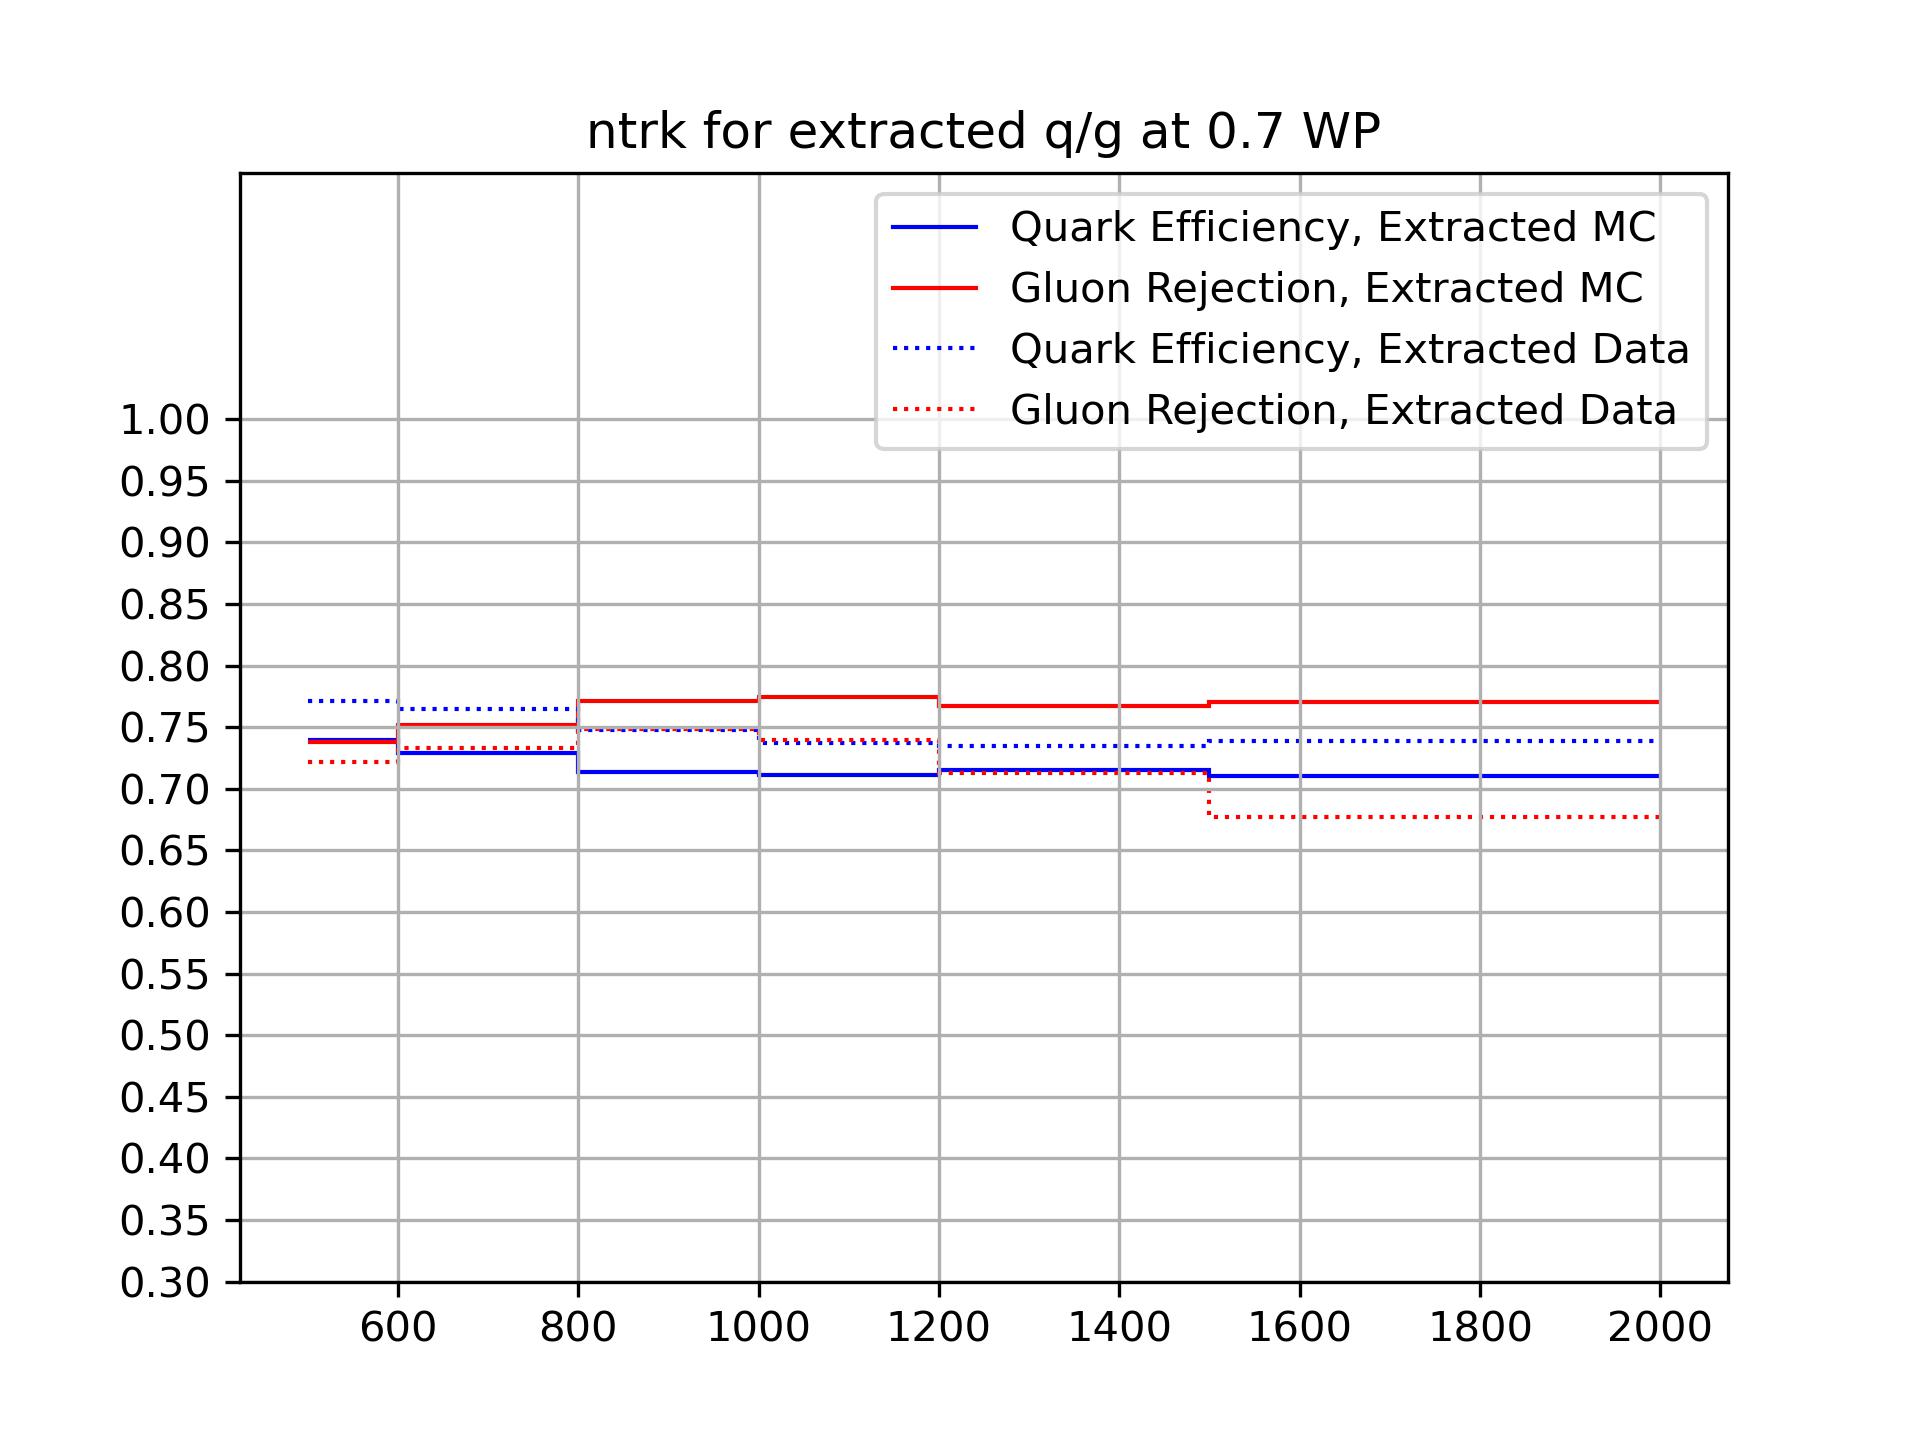 ntrk for extracted q/g at 0.7 WP
Quark Efficiency, Extracted MC
Gluon Rejection, Extracted MC
Quark Efficiency, Extracted Data
Gluon Rejection, Extracted Data
1.00
0.95
0.90
0.85
0.80
0.75
0.70
0.65
0.60
0.55
0.50
0.45
0.40
0.35
0.30
600 800 1000 1200 1400 1600 1800 2000